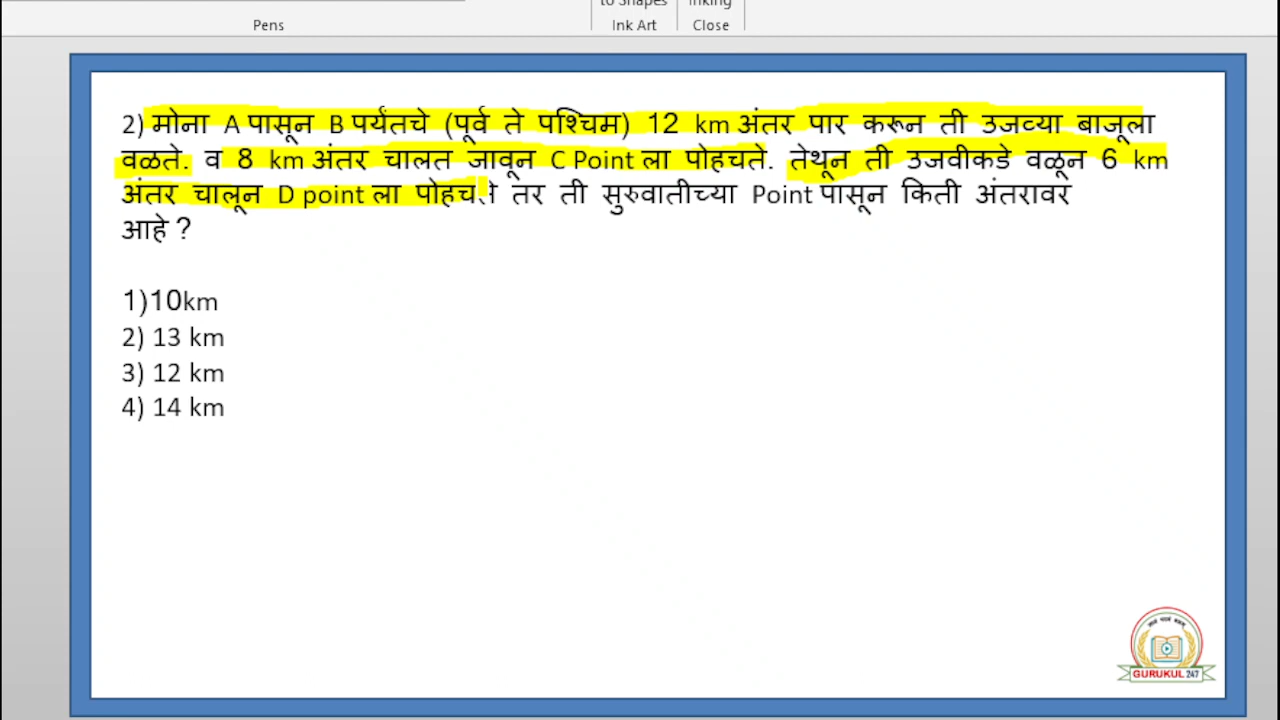 to Shapes
Inking
Pens
Ink Art
Close
2) मोना A पासून B पर्यंतचे (पूर्व ते पश्चिम) 12 km अंतर पार करून ती उजव्या बाजूला
वळते. व 8 km अंतर चालत जावून C Point ला पोहचते. तेथून ती उजवीकडे वळून 6 km
अंतर चालून D point ला पोहचते तर ती सुरुवातीच्या Point पासून किती अंतरावर
आहे ?
1)10km
2) 13 km
3) 12 km
4) 14 km
GURUKUL 247